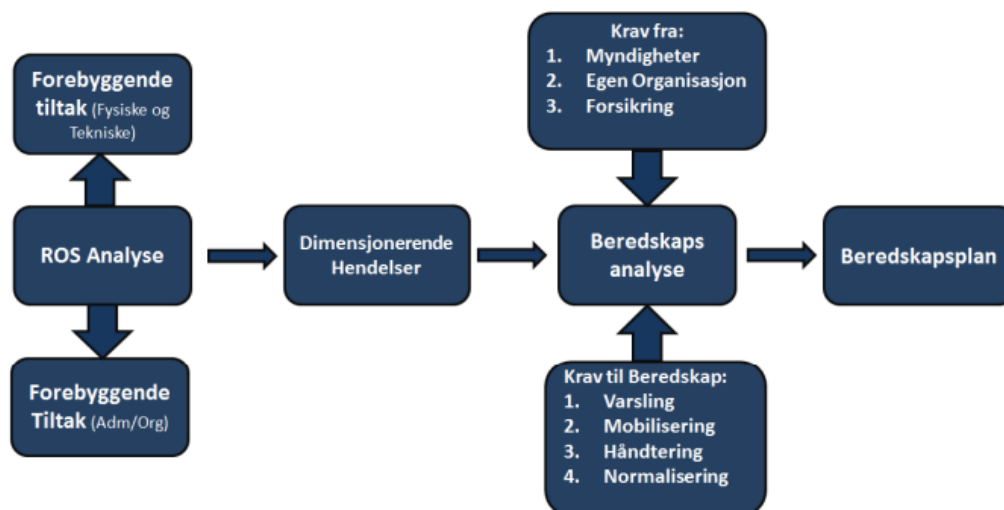 Forebyggende
tiltak (Fysiske og
Tekniske)
ROS Analyse
Forebyggende
Tiltak (Adm/Org)
Dimensjonerende
Hendelser
Krav fra:
1. Myndigheter
2. Egen Organisasjon
3. Forsikring
Beredskaps
analyse
Krav til Beredskap:
1. Varsling
2. Mobilisering
3. Håndtering
4. Normalisering
Beredskapsplan